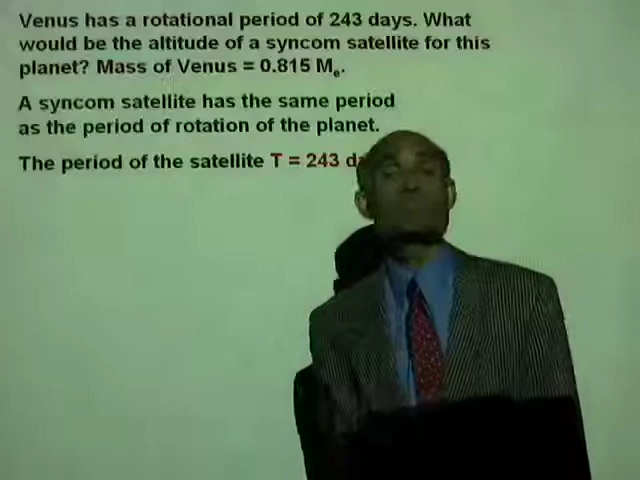 Venus has a rotational period of 243 days. What
would be the altitude of a syncom satellite for this
planet? Mass of Venus = 0.815 Mₑ.
A syncom satellite has the same period
as the period of rotation of the planet.
The period of the satellite T = 243